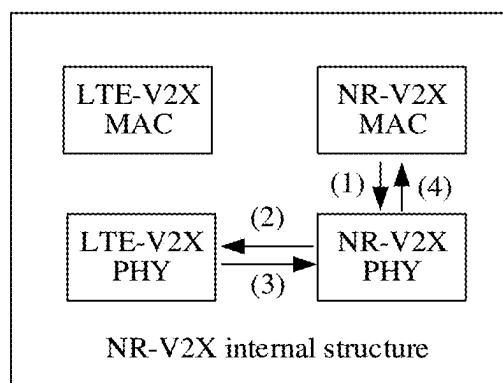 LTE-V2X
MAC
NR-V2X
MAC
(1)
(4)
LTE-V2X
PHY
(2)
(3)
NR-V2X
PHY
NR-V2X internal structure